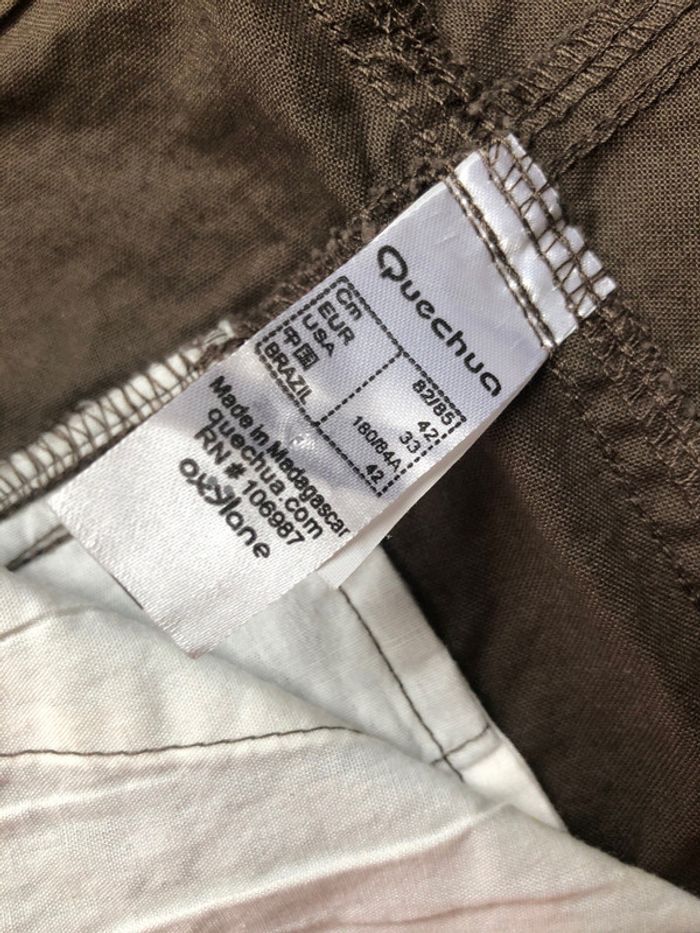 Quechua
Cm 82/85
EUR 42
USA 33
中国 180/84A
BRAZIL 42
Made in Madagascar
quechua.com
RN# 106987
oxylane